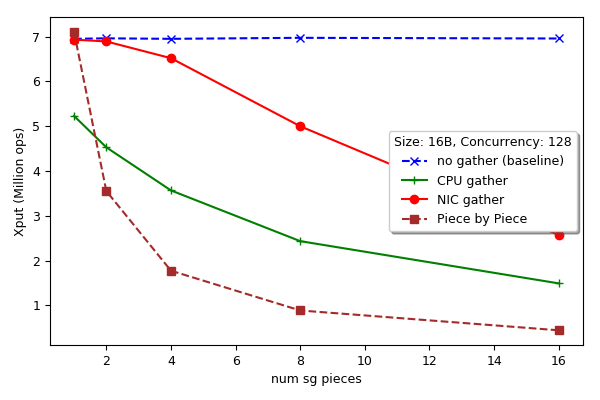 7
6
5
4
3
2
1
Xput (Million ops)
Size: 16B, Concurrency: 128
no gather (baseline)
CPU gather
NIC gather
Piece by Piece
2 4 6 8 10 12 14 16
num sg pieces